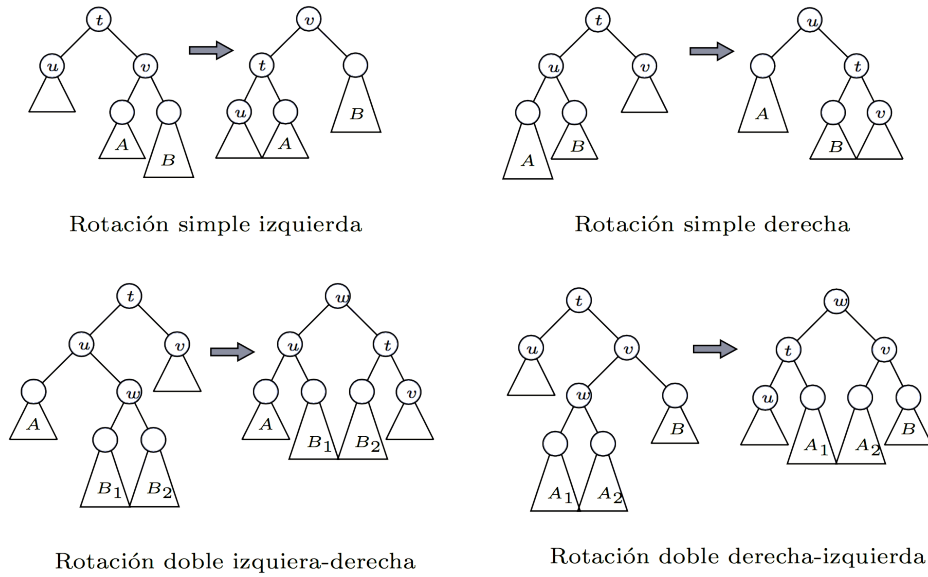 t
u v
A B
v
t
u A B
Rotación simple izquierda
t
u v
A B
u
t
A B v
Rotación simple derecha
t
u v
w
A
B1 B2
w
u t
v
A B1 B2
Rotación doble izquiera-derecha
t
u v
w
B
A1 A2
w
t v
u
A1 A2 B
Rotación doble derecha-izquierda